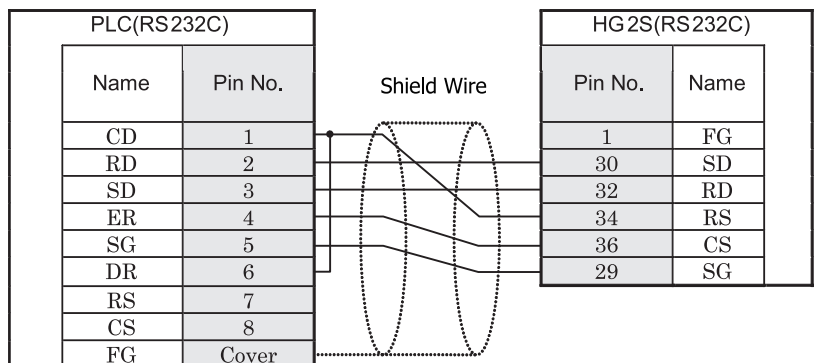 PLC(RS232C) HG2S(RS232C)
Name Pin No. Shield Wire Pin No. Name
CD 1 1 FG
RD 2 30 SD
SD 3 32 RD
ER 4 34 RS
SG 5 36 CS
DR 6 29 SG
RS 7
CS 8
FG Cover